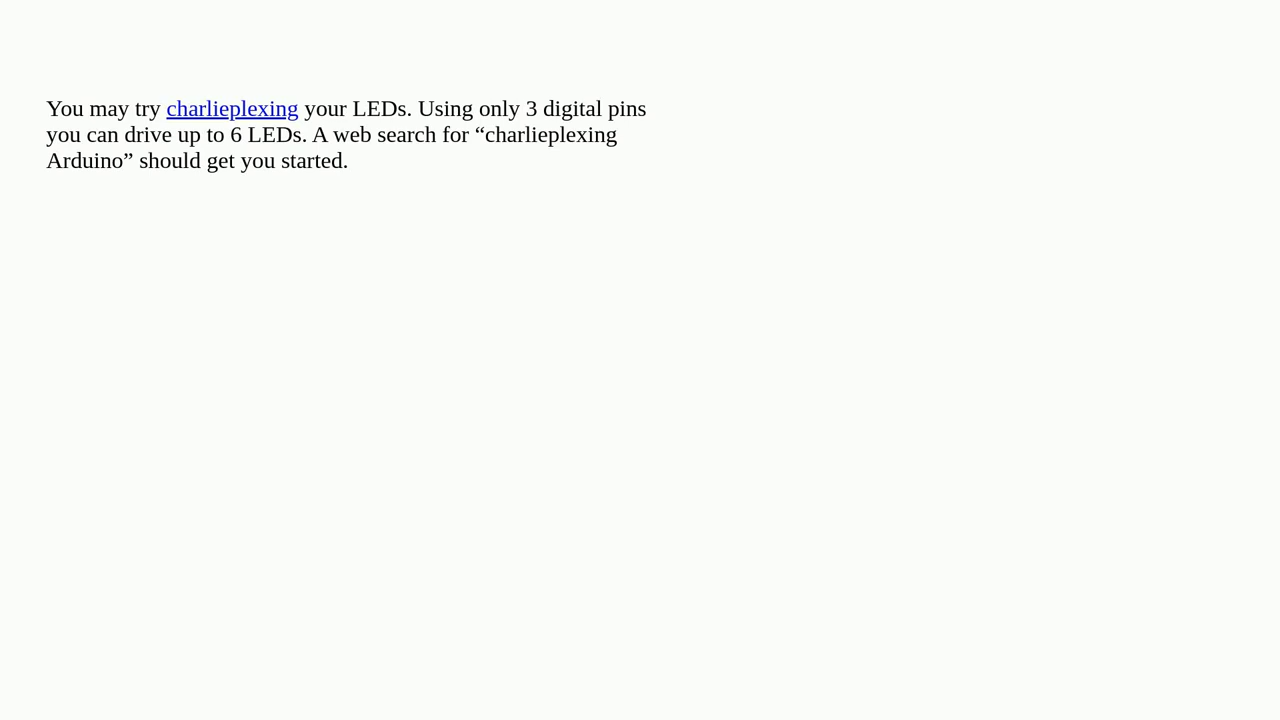 You may try charlieplexing your LEDs. Using only 3 digital pins
you can drive up to 6 LEDs. A web search for “charlieplexing
Arduino” should get you started.